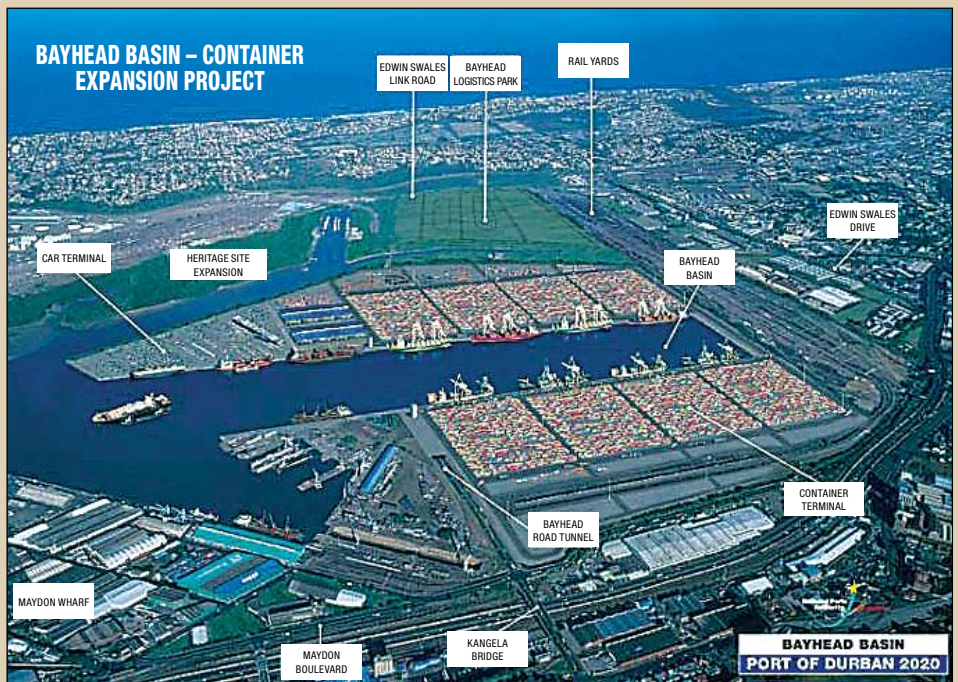 BAYHEAD BASIN – CONTAINER
EXPANSION PROJECT
EDWIN SWALES
LINK ROAD
BAYHEAD
LOGISTICS PARK
RAIL YARDS
EDWIN SWALES
DRIVE
CAR TERMINAL
HERITAGE SITE
EXPANSION
BAYHEAD
BASIN
CONTAINER
TERMINAL
BAYHEAD
ROAD TUNNEL
MAYDON WHARF
KANGELA
BRIDGE
MAYDON
BOULEVARD
National Ports
BAYHEAD BASIN
PORT OF DURBAN 2020